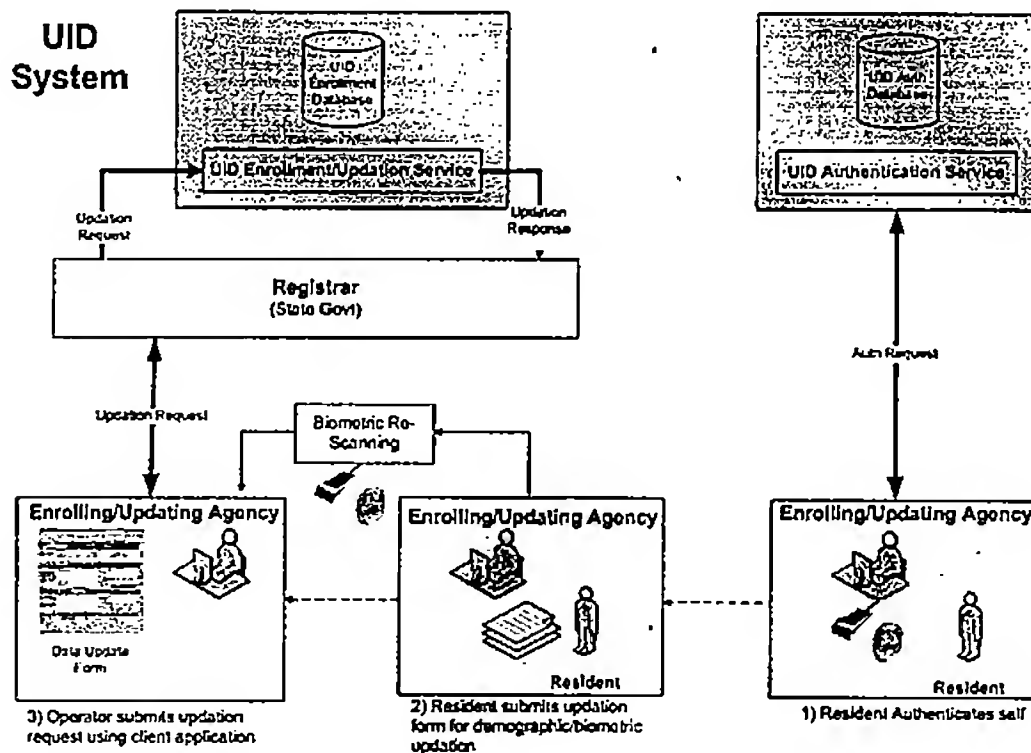 UID
System
UID
Enrolment
Database
UID Enrollment/Updation Service
UID Auth
Database
UID Authentication Service
Updation
Request
Updation
Response
Registrar
(State Govt)
Auth Request
Updation Request
Biometric Re-
Scanning
Enrolling/Updating Agency
Data Update
Form
Enrolling/Updating Agency
Resident
Enrolling/Updating Agency
Resident
3) Operator submits updation
request using client application
2) Resident submits updation
form for demographic/biometric
updation
1) Resident Authenticates self